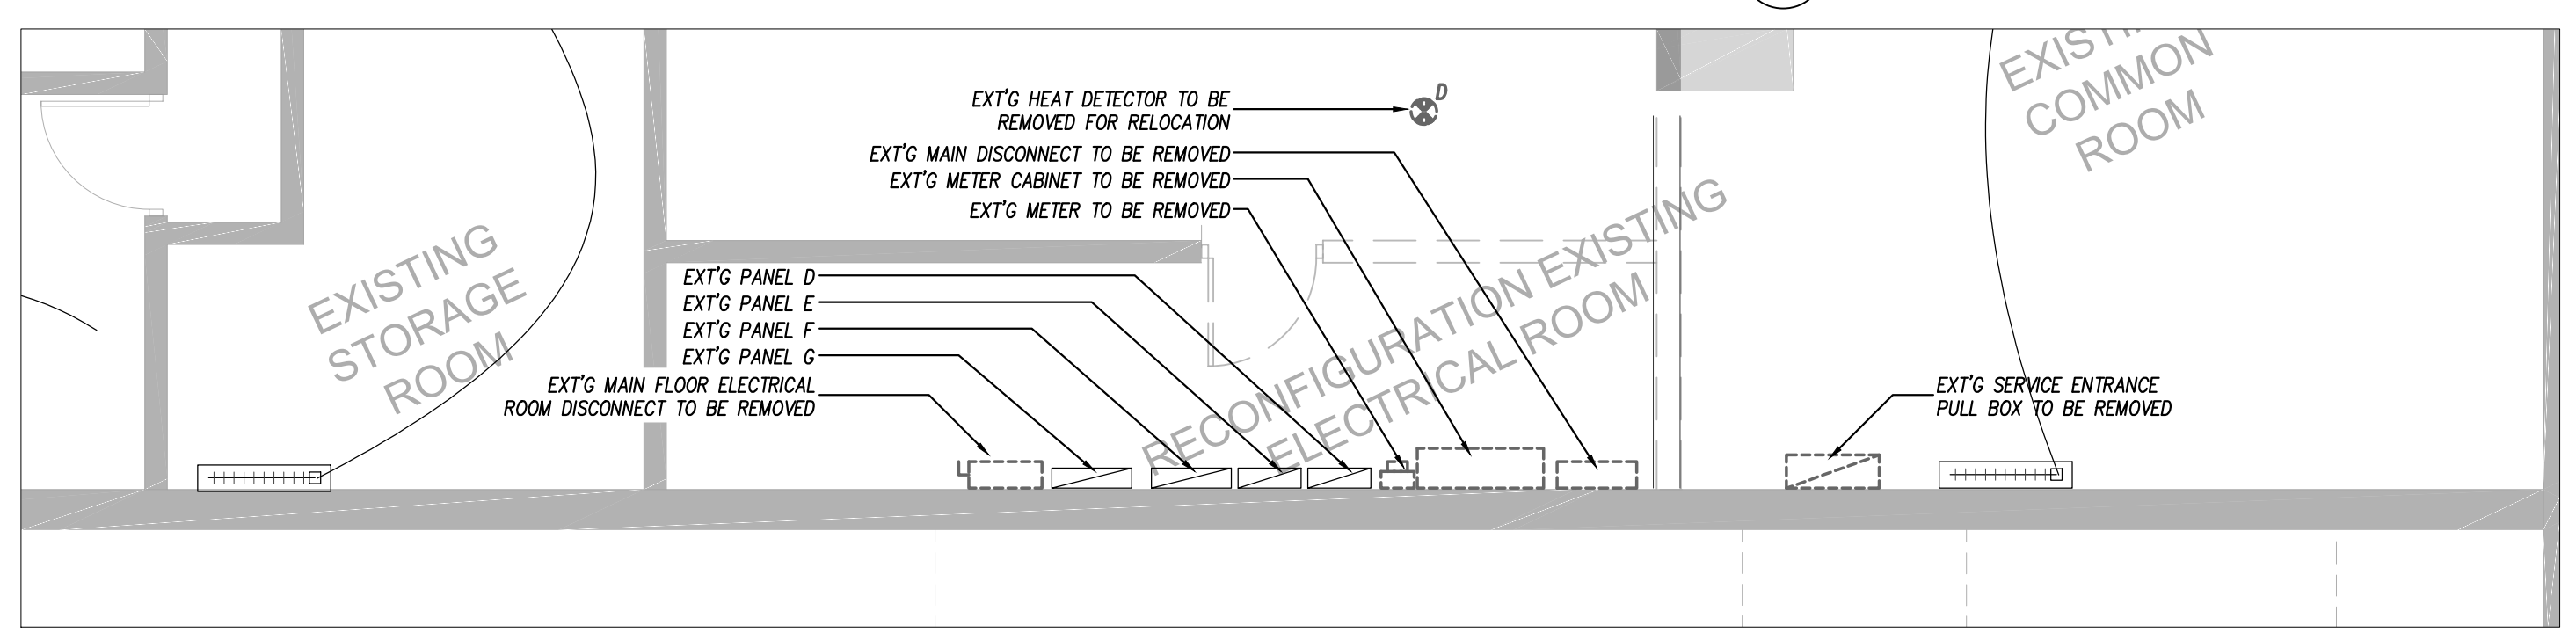 EXT'G HEAT DETECTOR TO BE
REMOVED FOR RELOCATION
D
EXT'G MAIN DISCONNECT TO BE REMOVED
EXT'G METER CABINET TO BE REMOVED
EXT'G METER TO BE REMOVED
EXT'G PANEL D
EXT'G PANEL E
EXT'G PANEL F
EXT'G PANEL G
EXT'G MAIN FLOOR ELECTRICAL
ROOM DISCONNECT TO BE REMOVED
EXISTING
STORAGE
ROOM
RECONFIGURATION EXISTING
ELECTRICAL ROOM
COMMON
ROOM
EXT'G SERVICE ENTRANCE
PULL BOX TO BE REMOVED